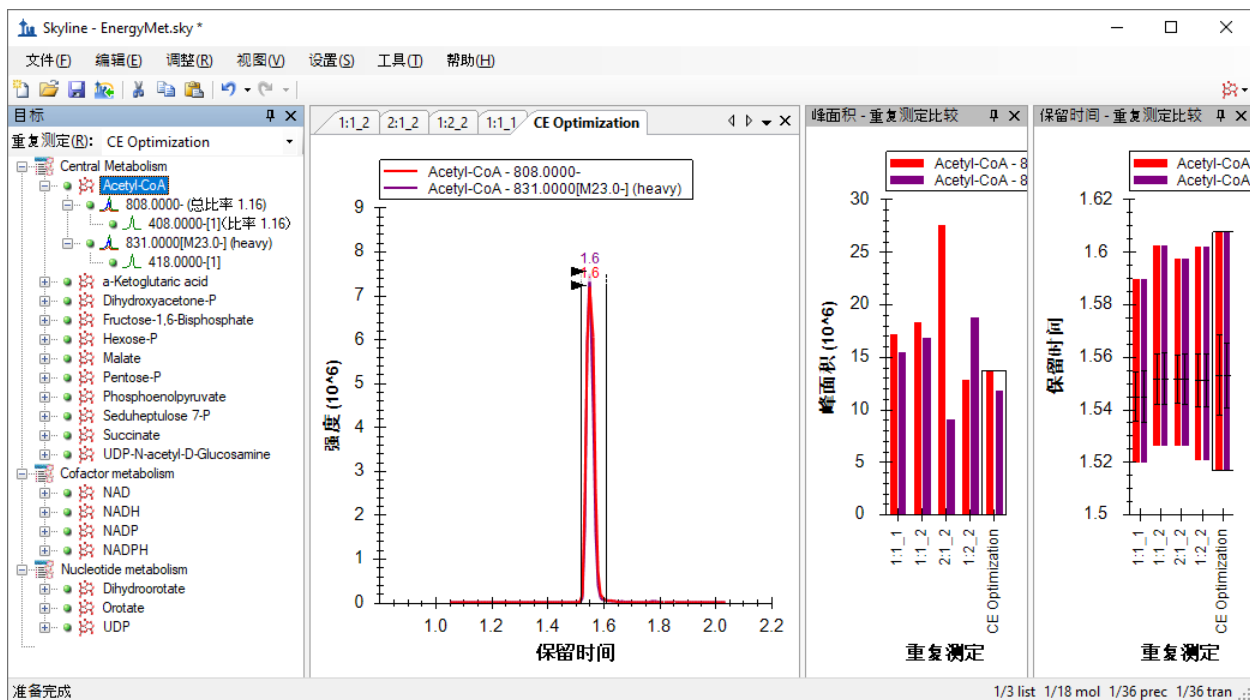 Skyline - EnergyMet.sky *
文件(F) 编辑(E) 调整(R) 视图(V) 设置(S) 工具(T) 帮助(H)
目标
重复测定(R): CE Optimization
Central Metabolism
Acetyl-CoA
808.0000- (总比率 1.16)
408.0000-[1](比率 1.16)
831.0000[M23.0-] (heavy)
418.0000-[1]
a-Ketoglutaric acid
Dihydroxyacetone-P
Fructose-1,6-Bisphosphate
Hexose-P
Malate
Pentose-P
Phosphoenolpyruvate
Seduheptulose 7-P
Succinate
UDP-N-acetyl-D-Glucosamine
Cofactor metabolism
NAD
NADH
NADP
NADPH
Nucleotide metabolism
Dihydroorotate
Orotate
UDP
1:1_2 2:1_2 1:2_2 1:1_1 CE Optimization
Acetyl-CoA - 808.0000-
Acetyl-CoA - 831.0000[M23.0-] (heavy)
强度 (10^6)
9
8
7
6
5
4
3
2
1
0
1.6
1.6
1.0 1.2 1.4 1.6 1.8 2.0 2.2
保留时间
峰面积 - 重复测定比较
Acetyl-CoA - 8
Acetyl-CoA - 8
峰面积 (10^6)
30
25
20
15
10
5
0
1:1_1
1:1_2
2:1_2
1:2_2
CE Optimization
重复测定
保留时间 - 重复测定比较
Acetyl-CoA
Acetyl-CoA
保留时间
1.62
1.6
1.58
1.56
1.54
1.52
1.5
1:1_1
1:1_2
2:1_2
1:2_2
CE Optimization
重复测定
准备完成
1/3 list 1/18 mol 1/36 prec 1/36 tran